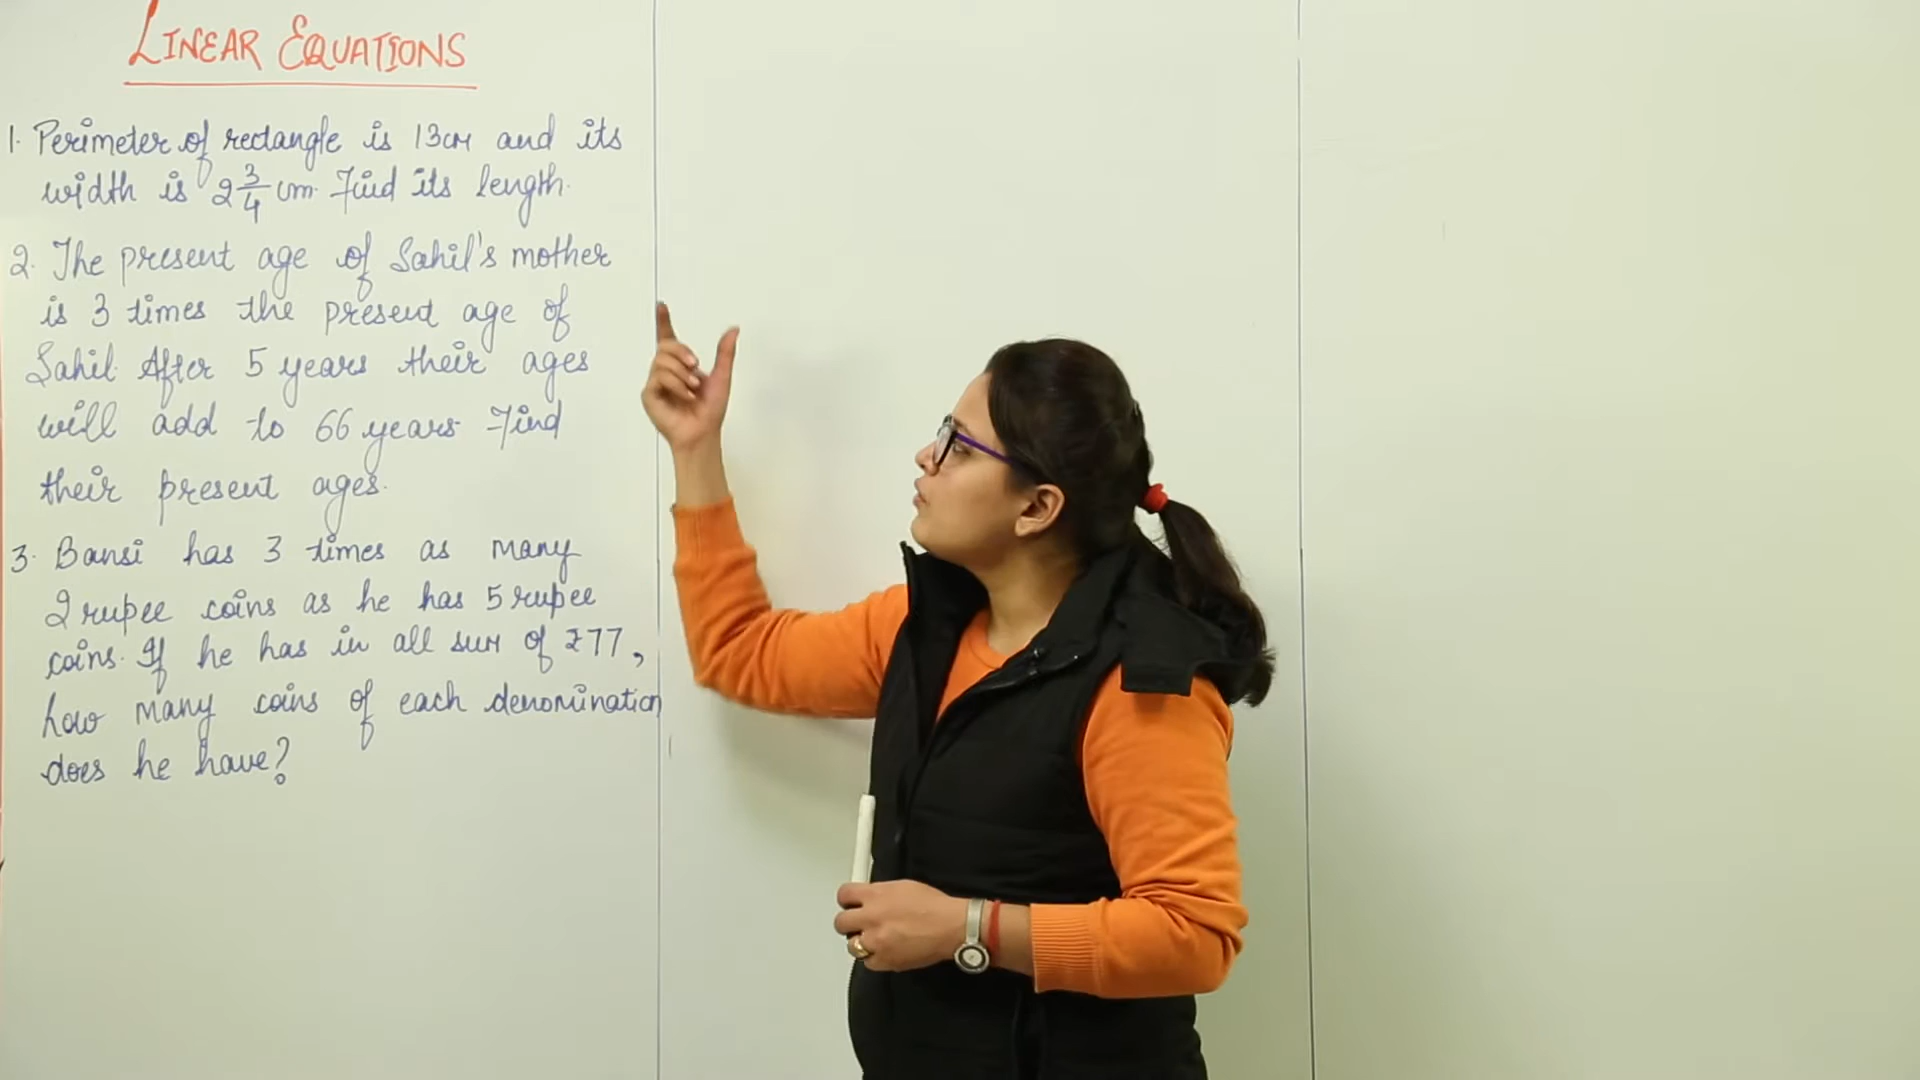 LINEAR EQUATIONS
1. Perimeter of rectangle is 13cm and its
width is 2 3/4 cm. Find its length.
2. The present age of Sahil's mother
is 3 times the present age of
Sahil. After 5 years their ages
will add to 66 years. Find
their present ages.
3. Bansi has 3 times as many
2 rupee coins as he has 5 rupee
coins. If he has in all sum of ₹77,
how many coins of each denomination
does he have?